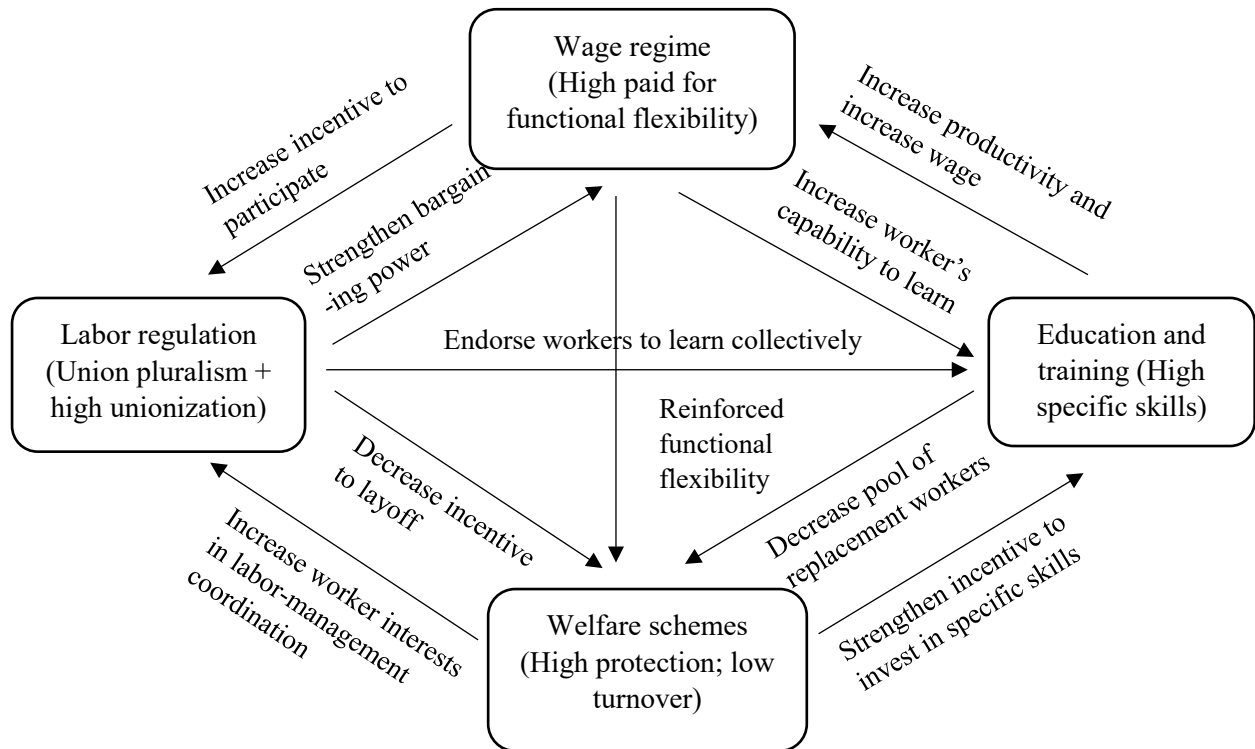 Wage regime
(High paid for
functional flexibility)
Increase incentive to
participate
Strengthen bargain
-ing power
Increase productivity and
increase wage
Increase worker’s
capability to learn
Labor regulation
(Union pluralism +
high unionization)
Endorse workers to learn collectively
Education and
training (High
specific skills)
Reinforced
functional
flexibility
Decrease incentive
to layoff
Increase worker interests
in labor-management
coordination
Decrease pool of
replacement workers
Strengthen incentive to
invest in specific skills
Welfare schemes
(High protection; low
turnover)